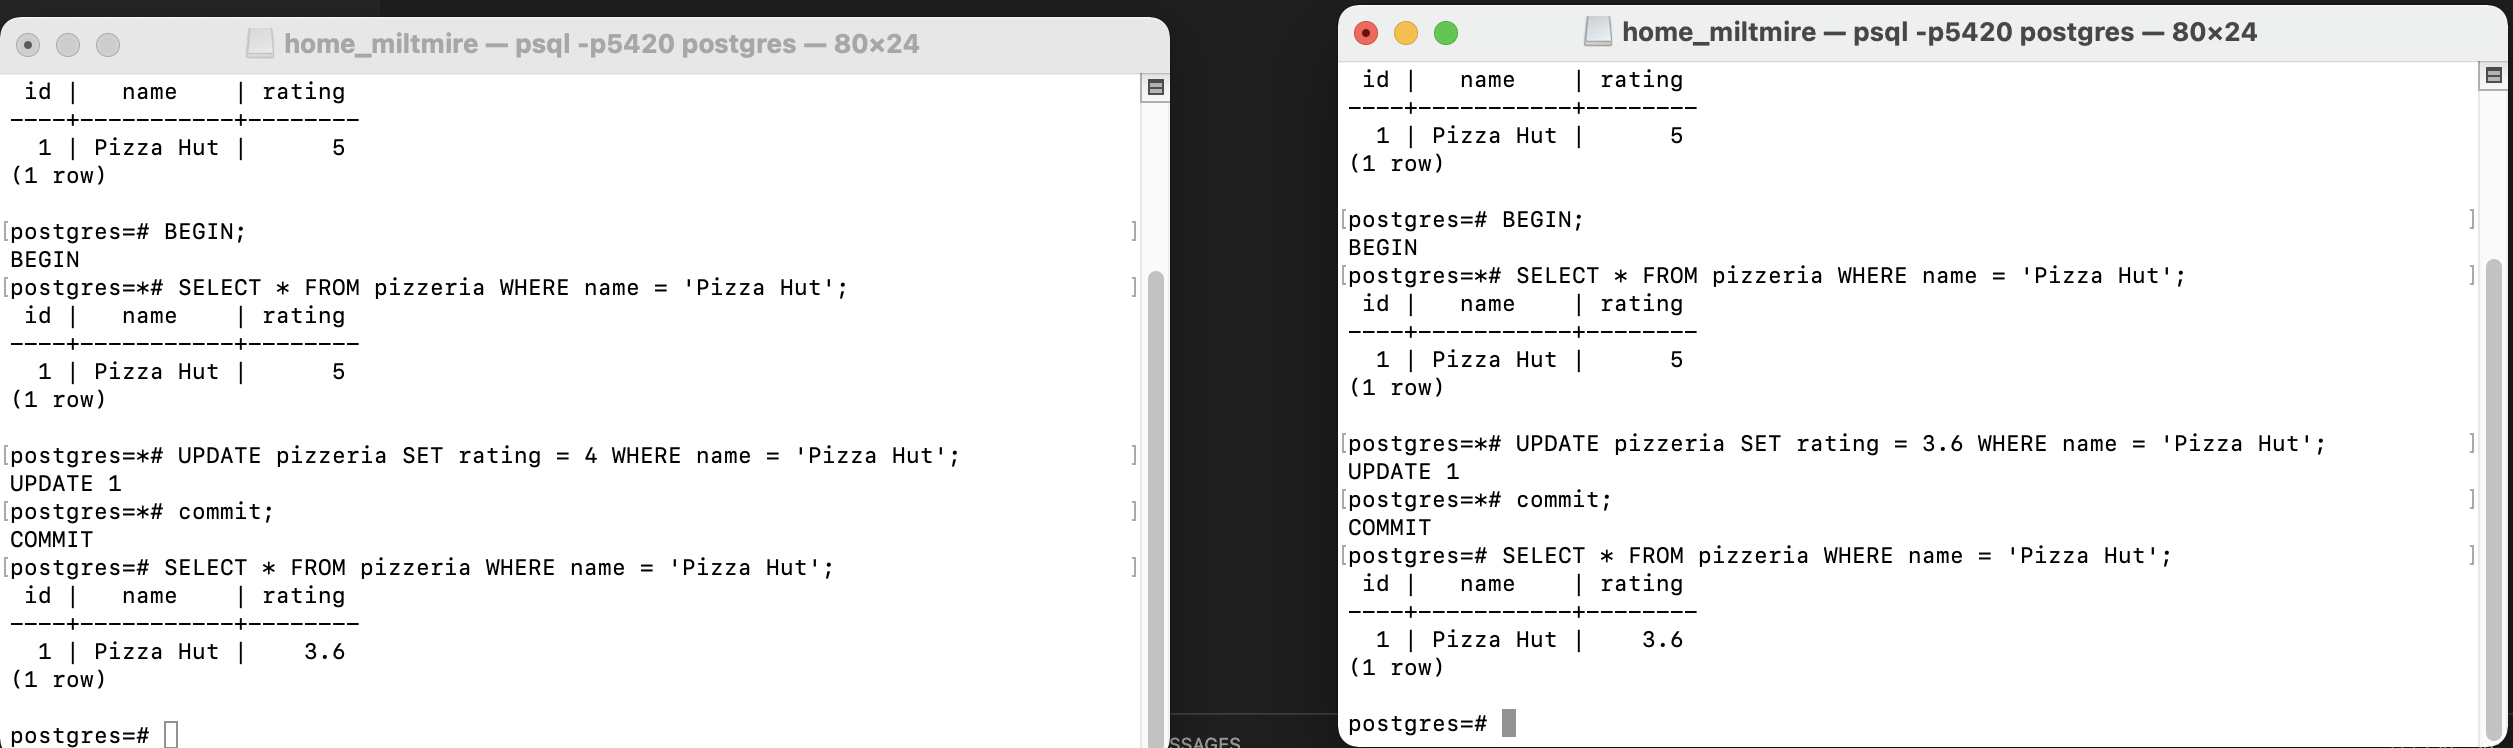 home_miltmire — psql -p5420 postgres — 80×24
 id |   name    | rating
----+-----------+--------
  1 | Pizza Hut |      5
(1 row)
[postgres=# BEGIN; ]
BEGIN
[postgres=*# SELECT * FROM pizzeria WHERE name = 'Pizza Hut'; ]
 id |   name    | rating
----+-----------+--------
  1 | Pizza Hut |      5
(1 row)
[postgres=*# UPDATE pizzeria SET rating = 4 WHERE name = 'Pizza Hut'; ]
UPDATE 1
[postgres=*# commit; ]
COMMIT
[postgres=# SELECT * FROM pizzeria WHERE name = 'Pizza Hut'; ]
 id |   name    | rating
----+-----------+--------
  1 | Pizza Hut |    3.6
(1 row)
postgres=#
home_miltmire — psql -p5420 postgres — 80×24
 id |   name    | rating
----+-----------+--------
  1 | Pizza Hut |      5
(1 row)
[postgres=# BEGIN; ]
BEGIN
[postgres=*# SELECT * FROM pizzeria WHERE name = 'Pizza Hut'; ]
 id |   name    | rating
----+-----------+--------
  1 | Pizza Hut |      5
(1 row)
[postgres=*# UPDATE pizzeria SET rating = 3.6 WHERE name = 'Pizza Hut'; ]
UPDATE 1
[postgres=*# commit; ]
COMMIT
[postgres=# SELECT * FROM pizzeria WHERE name = 'Pizza Hut'; ]
 id |   name    | rating
----+-----------+--------
  1 | Pizza Hut |    3.6
(1 row)
postgres=#
SSAGES